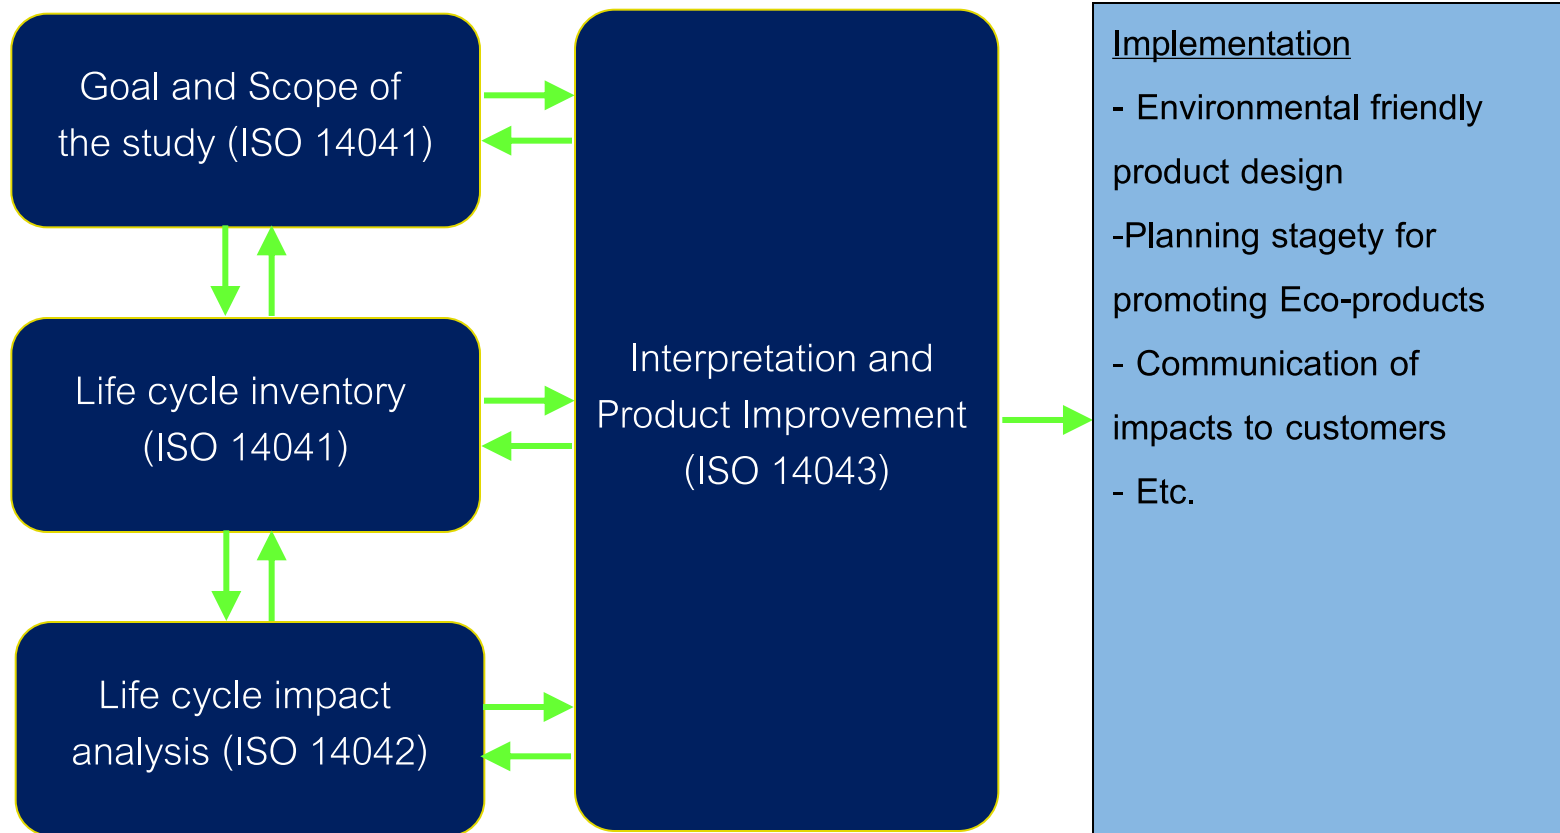 Goal and Scope of
the study (ISO 14041)
Life cycle inventory
(ISO 14041)
Life cycle impact
analysis (ISO 14042)
Interpretation and
Product Improvement
(ISO 14043)
Implementation
- Environmental friendly
product design
-Planning stagety for
promoting Eco-products
- Communication of
impacts to customers
- Etc.